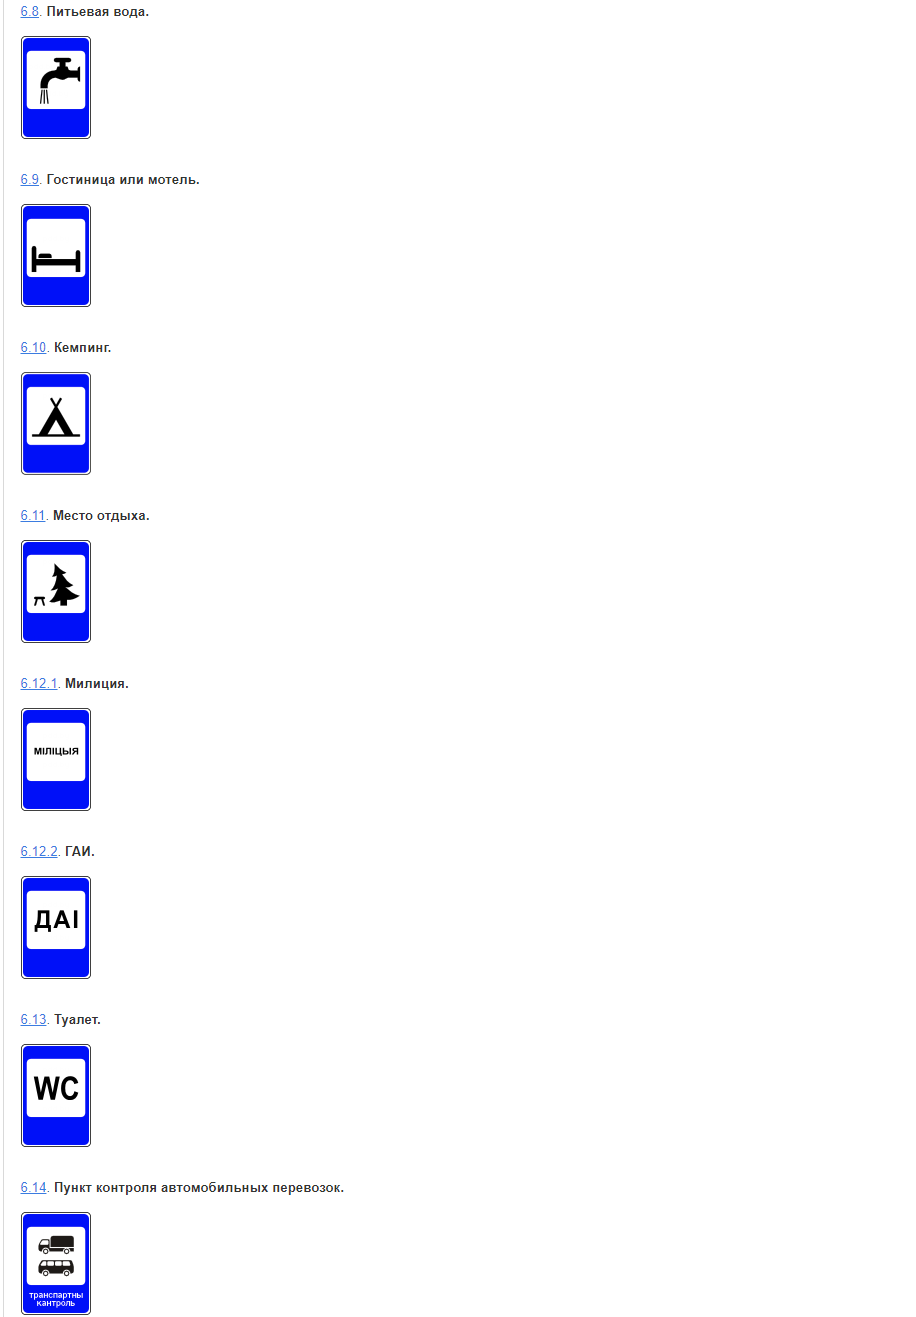 6.8. Питьевая вода.
6.9. Гостиница или мотель.
6.10. Кемпинг.
6.11. Место отдыха.
6.12.1. Милиция.
МІЛІЦЫЯ
6.12.2. ГАИ.
ДАІ
6.13. Туалет.
WC
6.14. Пункт контроля автомобильных перевозок.
транспартны
кантроль